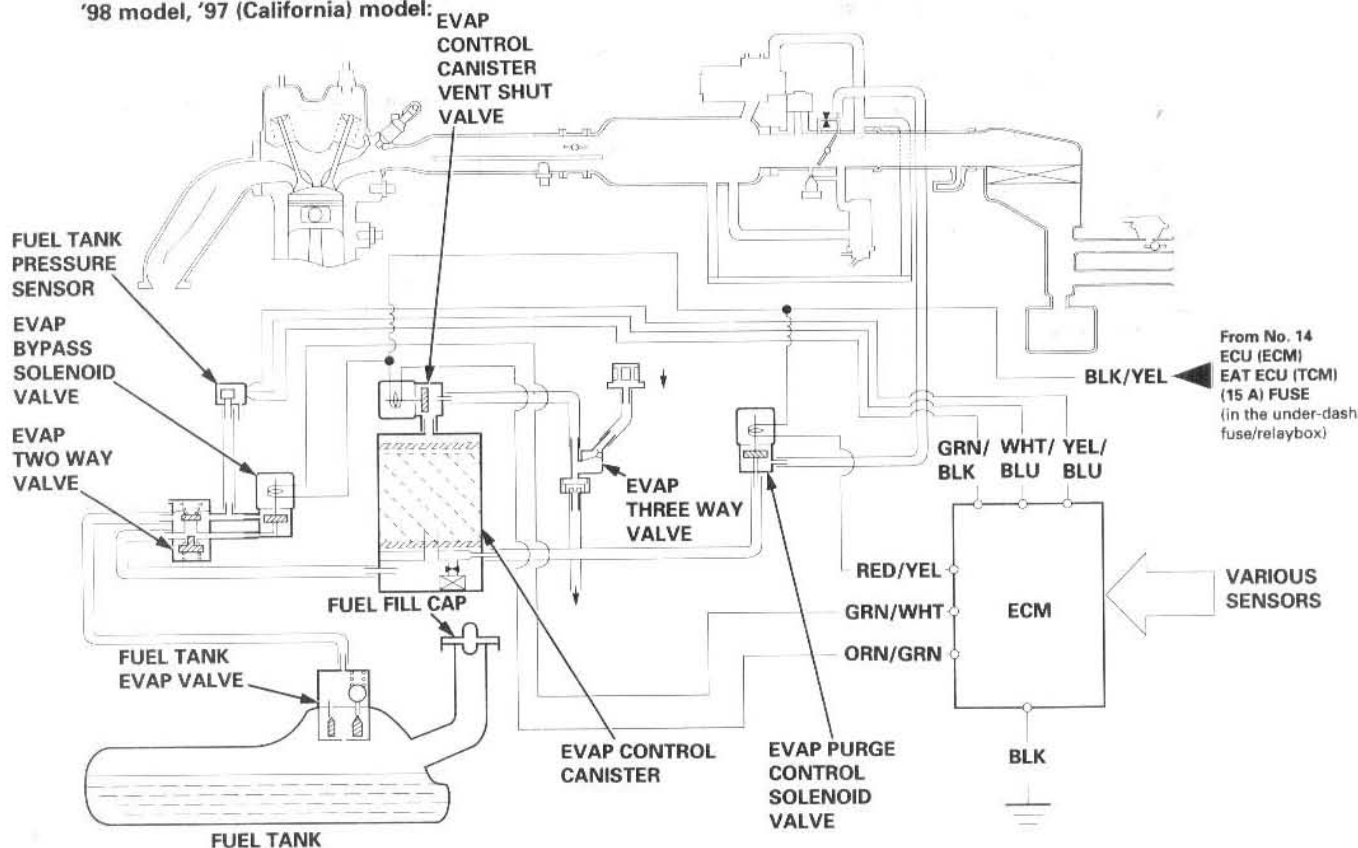 '98 model, '97 (California) model:
EVAP
CONTROL
CANISTER
VENT SHUT
VALVE
FUEL TANK
PRESSURE
SENSOR
EVAP
BYPASS
SOLENOID
VALVE
EVAP
TWO WAY
VALVE
EVAP
THREE WAY
VALVE
BLK/YEL
From No. 14
ECU (ECM)
EAT ECU (TCM)
(15 A) FUSE
(in the under-dash
fuse/relaybox)
GRN/ WHT/ YEL/
BLK BLU BLU
RED/YEL
GRN/WHT
ORN/GRN
ECM
VARIOUS
SENSORS
BLK
FUEL FILL CAP
FUEL TANK
EVAP VALVE
EVAP CONTROL
CANISTER
EVAP PURGE
CONTROL
SOLENOID
VALVE
FUEL TANK